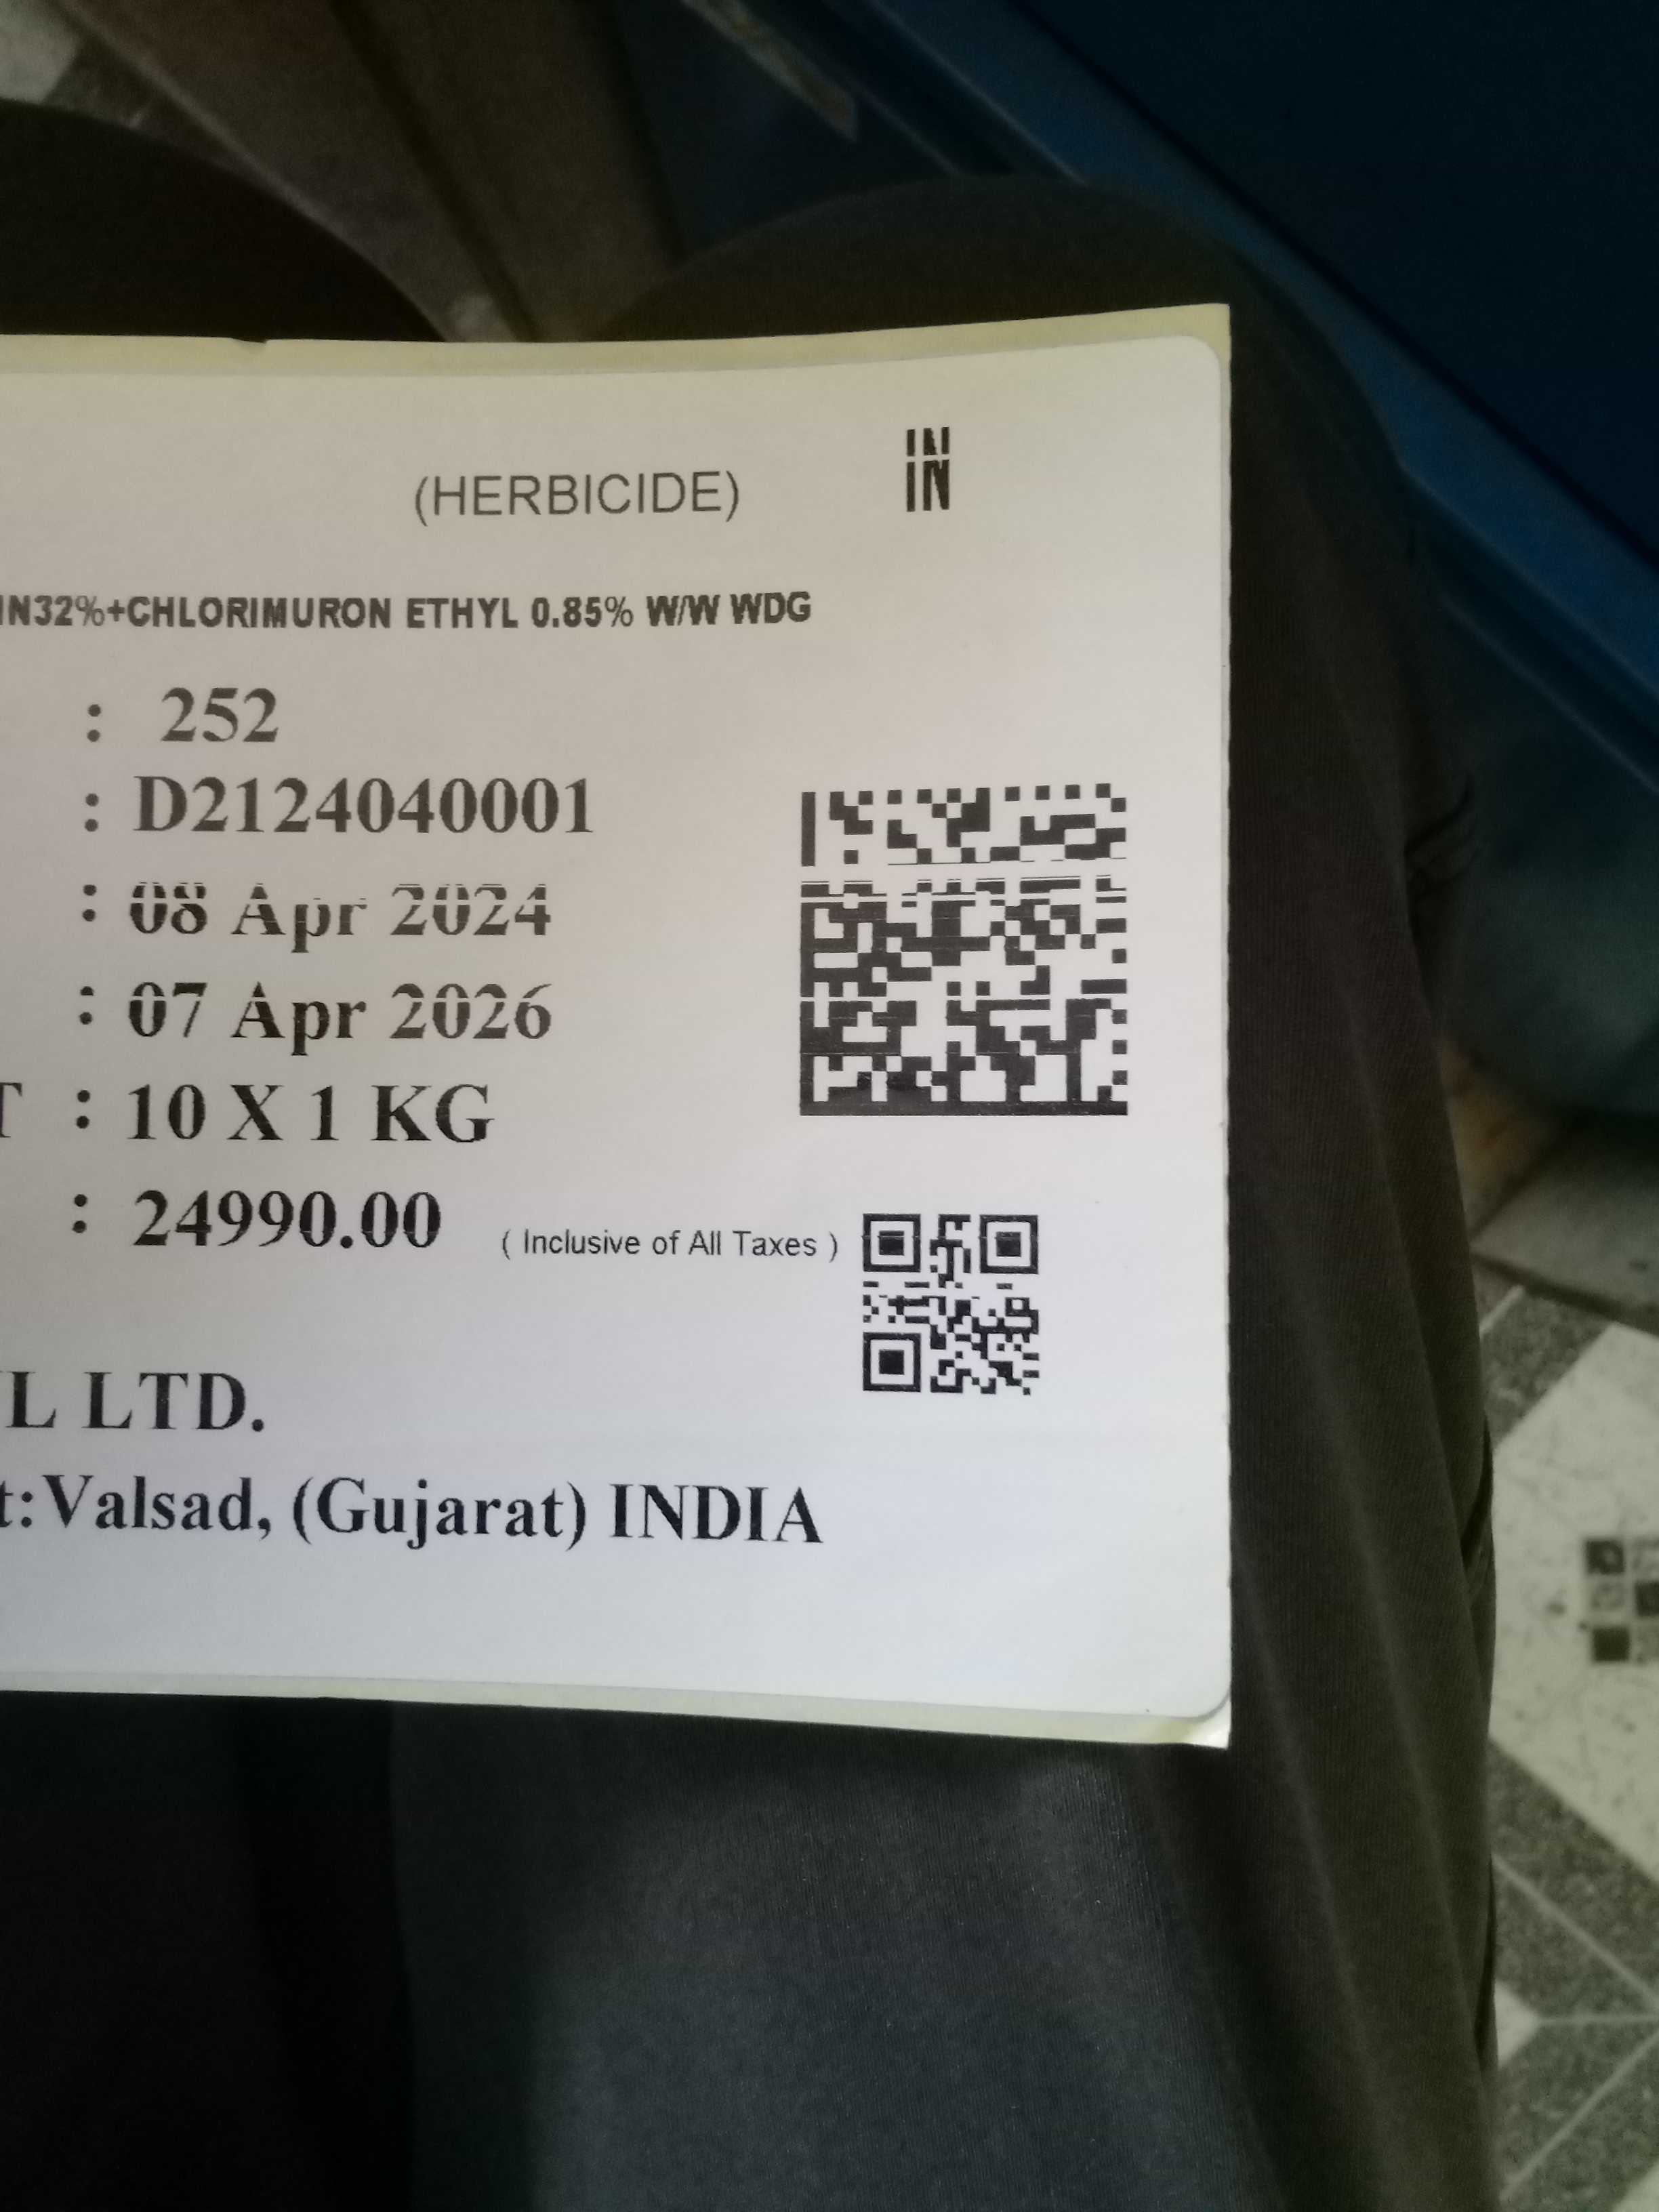 (HERBICIDE) IN
IN32%+CHLORIMURON ETHYL 0.85% W/W WDG
: 252
: D2124040001
: 08 Apr 2024
: 07 Apr 2026
T : 10 X 1 KG
: 24990.00 ( Inclusive of All Taxes )
L LTD.
t:Valsad, (Gujarat) INDIA